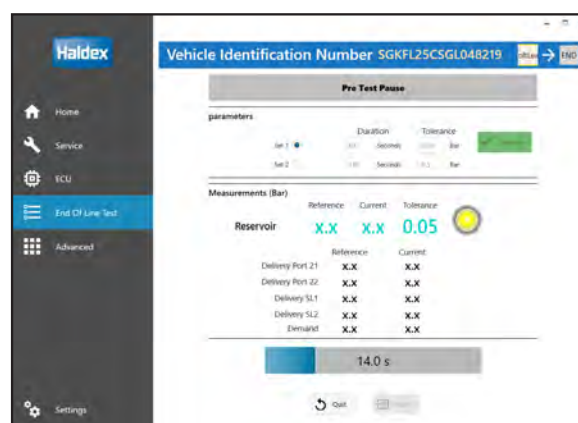 Haldex
Vehicle Identification Number SGKFL25CSGL048219 → END
Pre Test Pause
Home
Service
ECU
End Of Line Test
Advanced
Settings
parameters
Duration Tolerance
Set 1 Seconds Bar
Set 2 Seconds Bar
Measurements (Bar)
Reference Current Tolerance
Reservoir x.x x.x 0.05
Reference Current
Delivery Port 21 x.x x.x
Delivery Port 22 x.x x.x
Delivery SL1 x.x x.x
Delivery SL2 x.x x.x
Demand x.x x.x
14.0 s
Quit